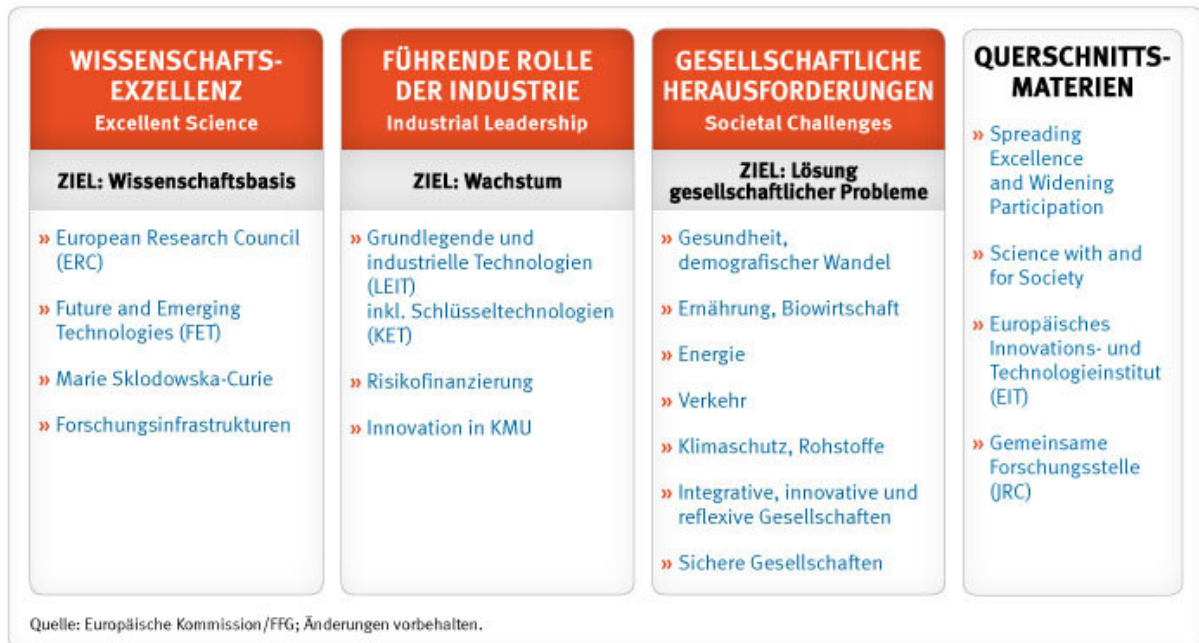 WISSENSCHAFTS-
EXZELLENZ
Excellent Science
ZIEL: Wissenschaftsbasis
» European Research Council
(ERC)
» Future and Emerging
Technologies (FET)
» Marie Sklodowska-Curie
» Forschungsinfrastrukturen
FÜHRENDE ROLLE
DER INDUSTRIE
Industrial Leadership
ZIEL: Wachstum
» Grundlegende und
industrielle Technologien
(LEIT)
inkl. Schlüsseltechnologien
(KET)
» Risikofinanzierung
» Innovation in KMU
GESELLSCHAFTLICHE
HERAUSFORDERUNGEN
Societal Challenges
ZIEL: Lösung
gesellschaftlicher Probleme
» Gesundheit,
demografischer Wandel
» Ernährung, Biowirtschaft
» Energie
» Verkehr
» Klimaschutz, Rohstoffe
» Integrative, innovative und
reflexive Gesellschaften
» Sichere Gesellschaften
QUERSCHNITTS-
MATERIEN
» Spreading
Excellence
and Widening
Participation
» Science with and
for Society
» Europäisches
Innovations- und
Technologieinstitut
(EIT)
» Gemeinsame
Forschungsstelle
(JRC)
Quelle: Europäische Kommission/FFG; Änderungen vorbehalten.